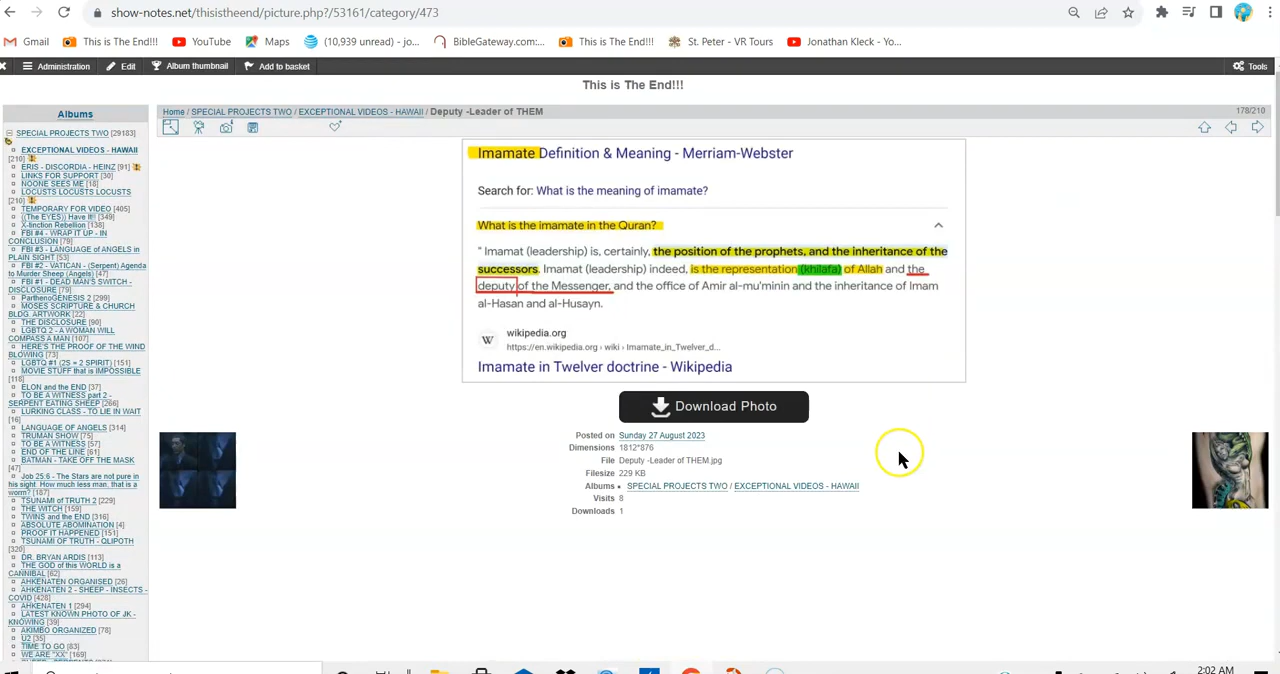 show-notes.net/thisistheend/picture.php?/53161/category/473
Gmail
This is The End!!!
YouTube
Maps
(10,939 unread) - jo...
BibleGateway.com:...
This is The End!!!
St. Peter - VR Tours
Jonathan Kleck - Yo...
Administration
Edit
Album thumbnail
Add to basket
Tools
This is The End!!!
Albums
SPECIAL PROJECTS TWO [29183]
EXCEPTIONAL VIDEOS - HAWAII
[210]
ERIS - DISCORDIA - HEINZ [91]
LINKS FOR SUPPORT [30]
NOONE SEES ME [18]
LOCUSTS LOCUSTS LOCUSTS
[210]
TEMPORARY FOR VIDEO [405]
((The EYES)) Have It!! [349]
X-tinction Rebellion [138]
FBI #4 - WRAP IT UP - IN
CONCLUSION [79]
FBI #3 - LANGUAGE of ANGELS in
PLAIN SIGHT [53]
FBI #2 - VATICAN - (Serpent) Agenda
to Murder Sheep (Angels) [47]
FBI #1 - DEAD MAN'S SWITCH -
DISCLOSURE [79]
ParthenoGENESIS 2 [299]
MOSES SCRIPTURE & CHURCH
BLDG. ARTWORK [22]
THE DISCLOSURE [90]
LGBTQ 2 - A WOMAN WILL
COMPASS A MAN [107]
HERE'S THE PROOF OF THE WIND
BLOWING [73]
LGBTQ #1 (2S = 2 SPIRIT) [151]
MOVIE STUFF that is IMPOSSIBLE
[118]
ELON and the END [37]
TO BE A WITNESS part 2 -
SERPENT EATING SHEEP [266]
LURKING CLASS - TO LIE IN WAIT
[16]
LANGUAGE OF ANGELS [314]
TRUMAN SHOW [75]
TO BE A WITNESS [57]
END OF THE LINE [61]
BATMAN - TAKE OFF THE MASK
[47]
Job 25:6 - The Stars are not pure in
his sight. How much less man, that is a
worm? [187]
TSUNAMI of TRUTH 2 [229]
THE WITCH [159]
TWINS and the END [316]
ABSOLUTE ABOMINATION [4]
PROOF IT HAPPENED [151]
TSUNAMI OF TRUTH - QLIPOTH
[320]
DR. BRYAN ARDIS [113]
THE GOD of this WORLD is a
CANNIBAL [62]
AHKENATEN ORGANISED [26]
AHKENATEN 2 - SHEEP - INSECTS -
COVID [428]
AHKENATEN 1 [294]
LATEST KNOWN PHOTO OF JK -
KNOWING [39]
AKIMBO ORGANIZED [78]
U2 [35]
TIME TO GO [83]
WE ARE "XX" [169]
Home / SPECIAL PROJECTS TWO / EXCEPTIONAL VIDEOS - HAWAII / Deputy -Leader of THEM
178/210
Imamate Definition & Meaning - Merriam-Webster
Search for: What is the meaning of imamate?
What is the imamate in the Quran?
" Imamat (leadership) is, certainly, the position of the prophets, and the inheritance of the
successors. Imamat (leadership) indeed, is the representation (khilafa) of Allah and the
deputy of the Messenger, and the office of Amir al-mu'minin and the inheritance of Imam
al-Hasan and al-Husayn.
W
wikipedia.org
https://en.wikipedia.org › wiki › Imamate_in_Twelver_d...
Imamate in Twelver doctrine - Wikipedia
Download Photo
Posted on Sunday 27 August 2023
Dimensions 1812*876
File Deputy -Leader of THEM.jpg
Filesize 229 KB
Albums SPECIAL PROJECTS TWO / EXCEPTIONAL VIDEOS - HAWAII
Visits 8
Downloads 1
2:02 AM